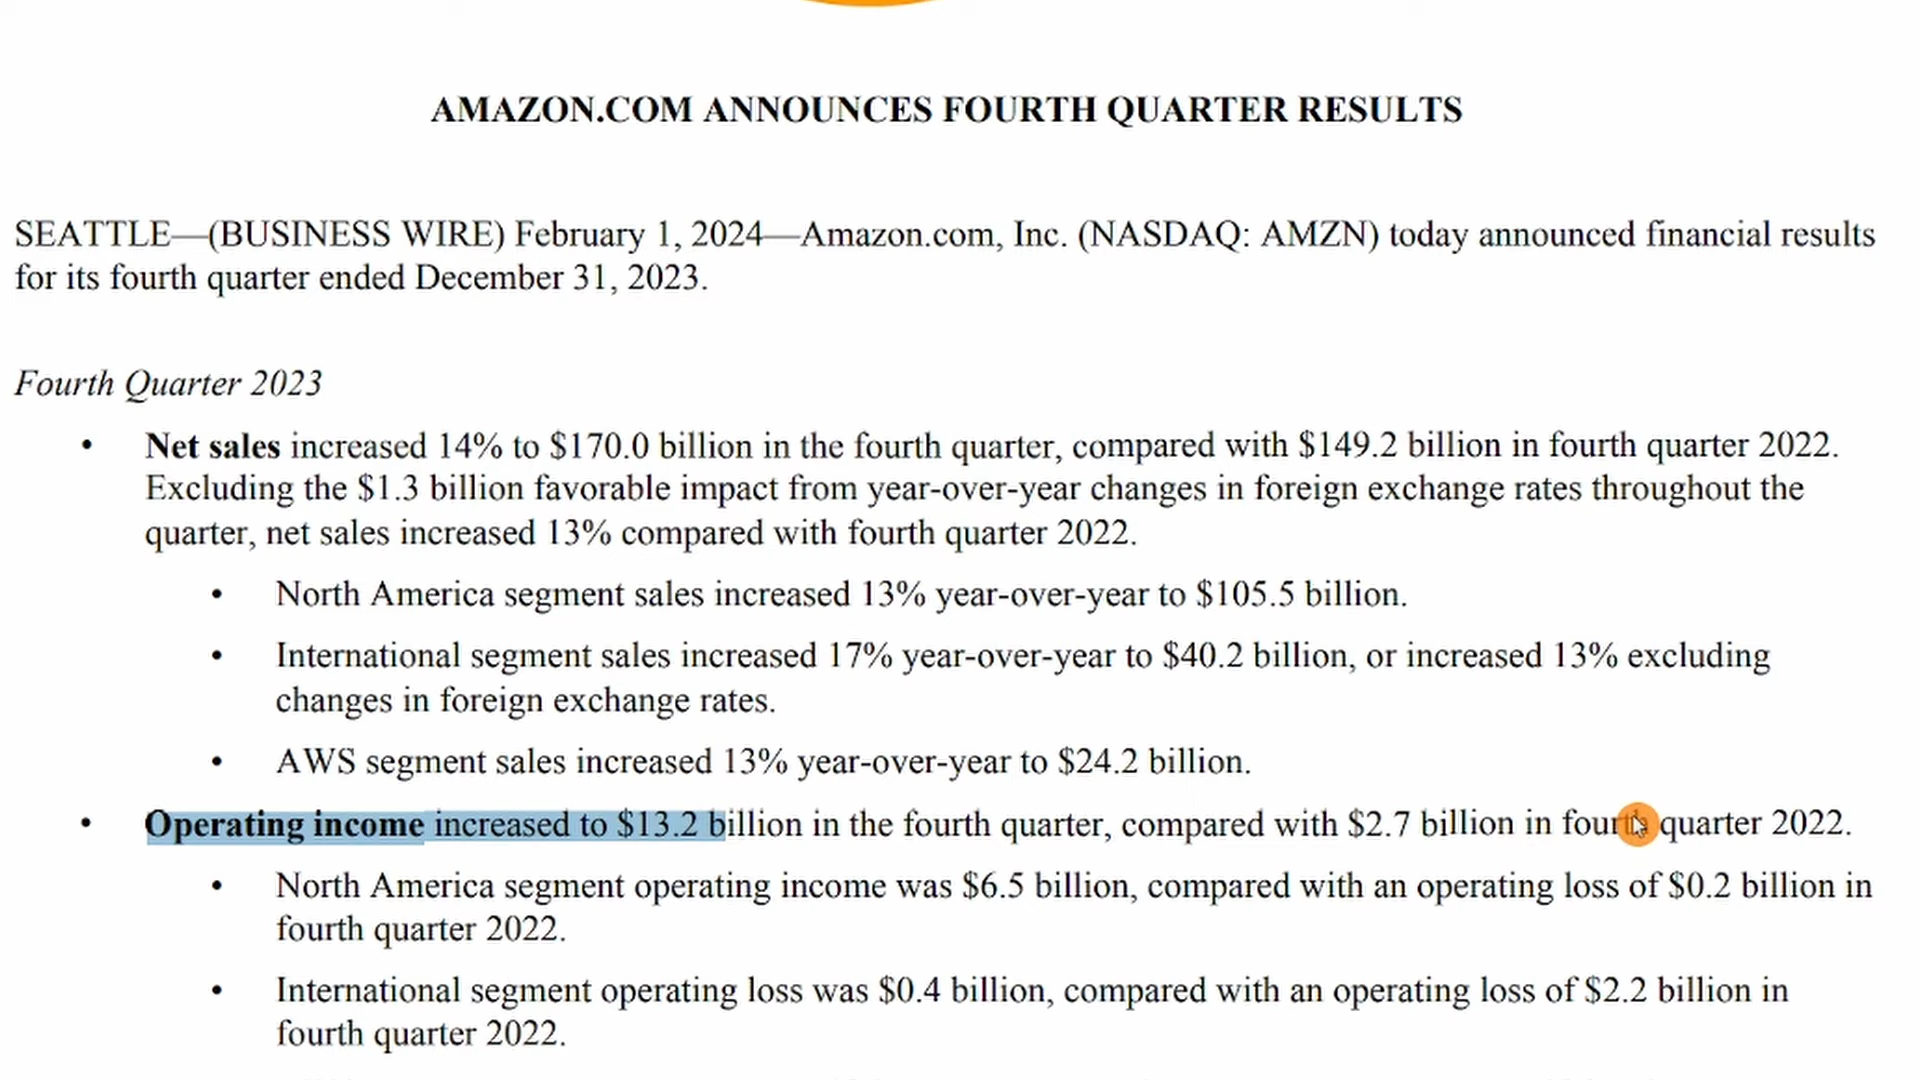 AMAZON.COM ANNOUNCES FOURTH QUARTER RESULTS
SEATTLE—(BUSINESS WIRE) February 1, 2024—Amazon.com, Inc. (NASDAQ: AMZN) today announced financial results
for its fourth quarter ended December 31, 2023.
Fourth Quarter 2023
• Net sales increased 14% to $170.0 billion in the fourth quarter, compared with $149.2 billion in fourth quarter 2022.
Excluding the $1.3 billion favorable impact from year-over-year changes in foreign exchange rates throughout the
quarter, net sales increased 13% compared with fourth quarter 2022.
• North America segment sales increased 13% year-over-year to $105.5 billion.
• International segment sales increased 17% year-over-year to $40.2 billion, or increased 13% excluding
changes in foreign exchange rates.
• AWS segment sales increased 13% year-over-year to $24.2 billion.
• Operating income increased to $13.2 billion in the fourth quarter, compared with $2.7 billion in fourth quarter 2022.
• North America segment operating income was $6.5 billion, compared with an operating loss of $0.2 billion in
fourth quarter 2022.
• International segment operating loss was $0.4 billion, compared with an operating loss of $2.2 billion in
fourth quarter 2022.